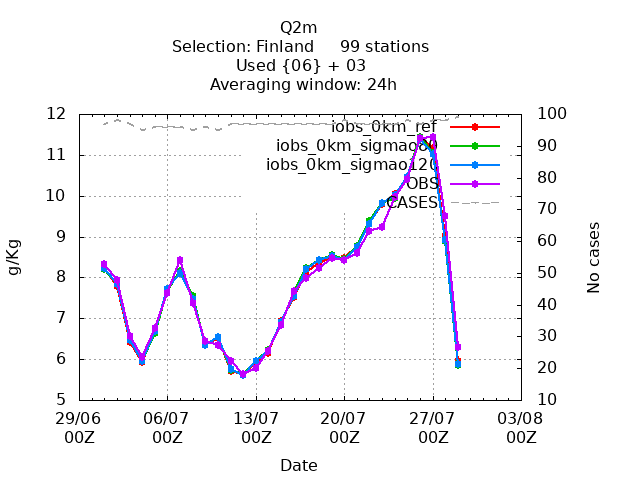 Q2m
Selection: Finland 99 stations
Used {06} + 03
Averaging window: 24h
12 100
iobs_0km_ref
iobs_0km_sigmao80
iobs_0km_sigmao120
OBS
CASES
11
10
9
8
7
6
5
90
80
70
60
50
40
30
20
10
g/Kg
No cases
29/06 06/07 13/07 20/07 27/07 03/08
00Z 00Z 00Z 00Z 00Z 00Z
Date